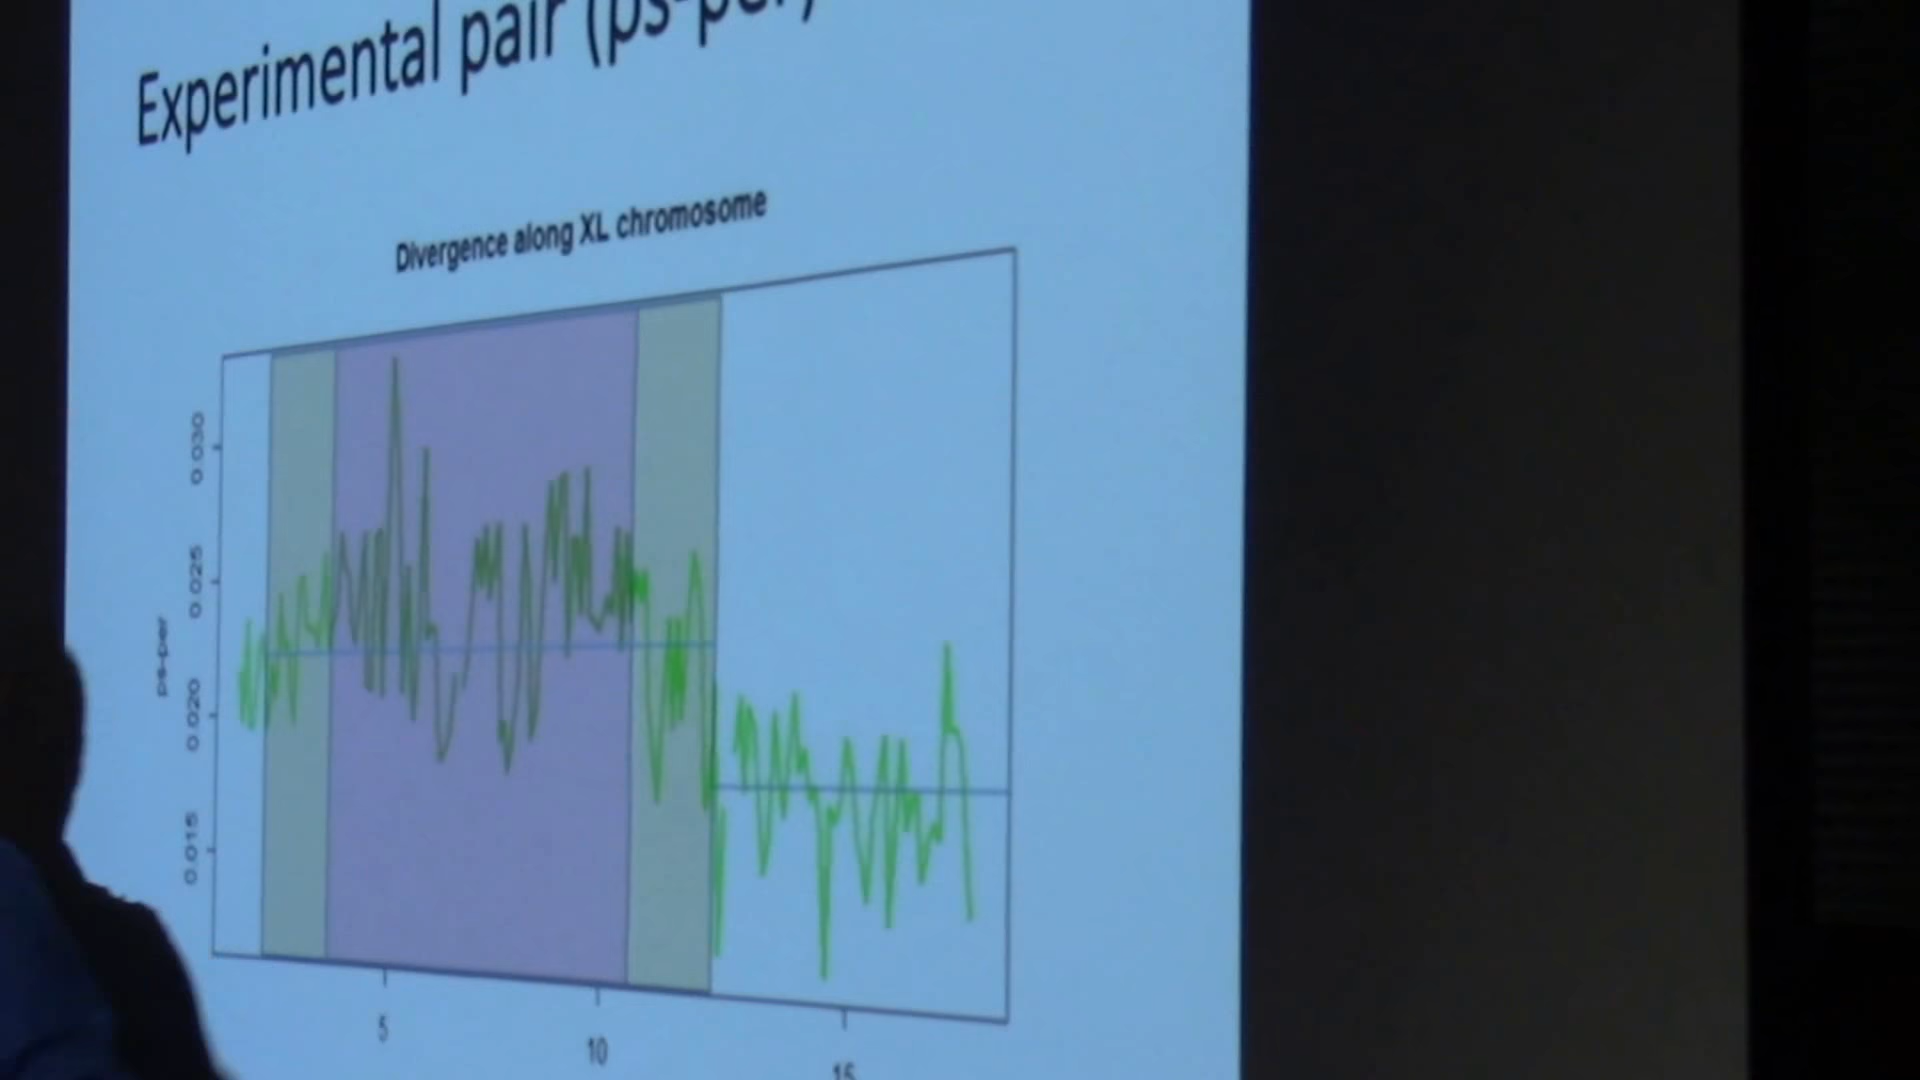 Experimental pair (ps-per)
Divergence along XL chromosome
0.030
0.025
0.020
0.015
ps-per
5
10
15